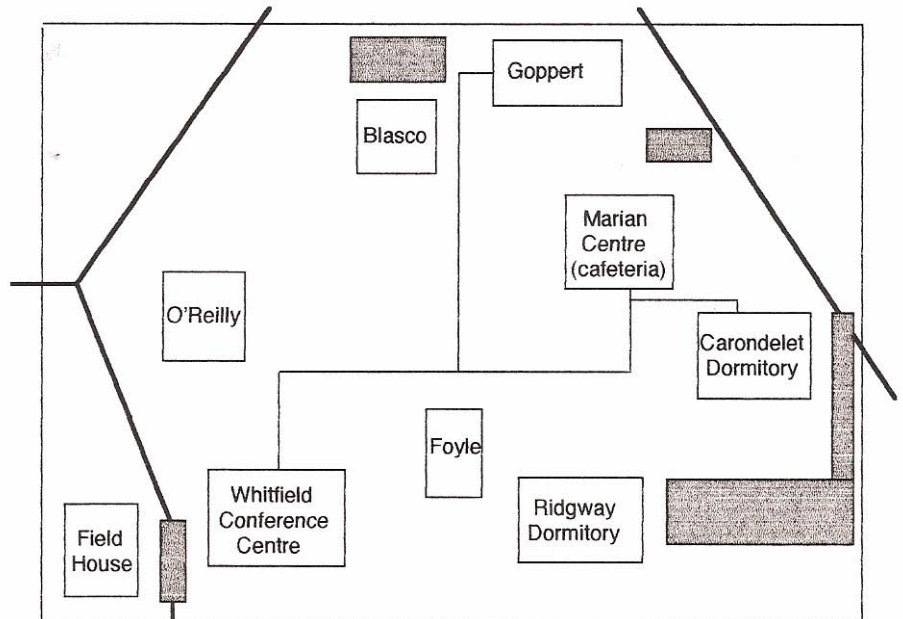 Goppert
Blasco
Marian
Centre
(cafeteria)
O'Reilly
Carondelet
Dormitory
Foyle
Whitfield
Conference
Centre
Ridgway
Dormitory
Field
House